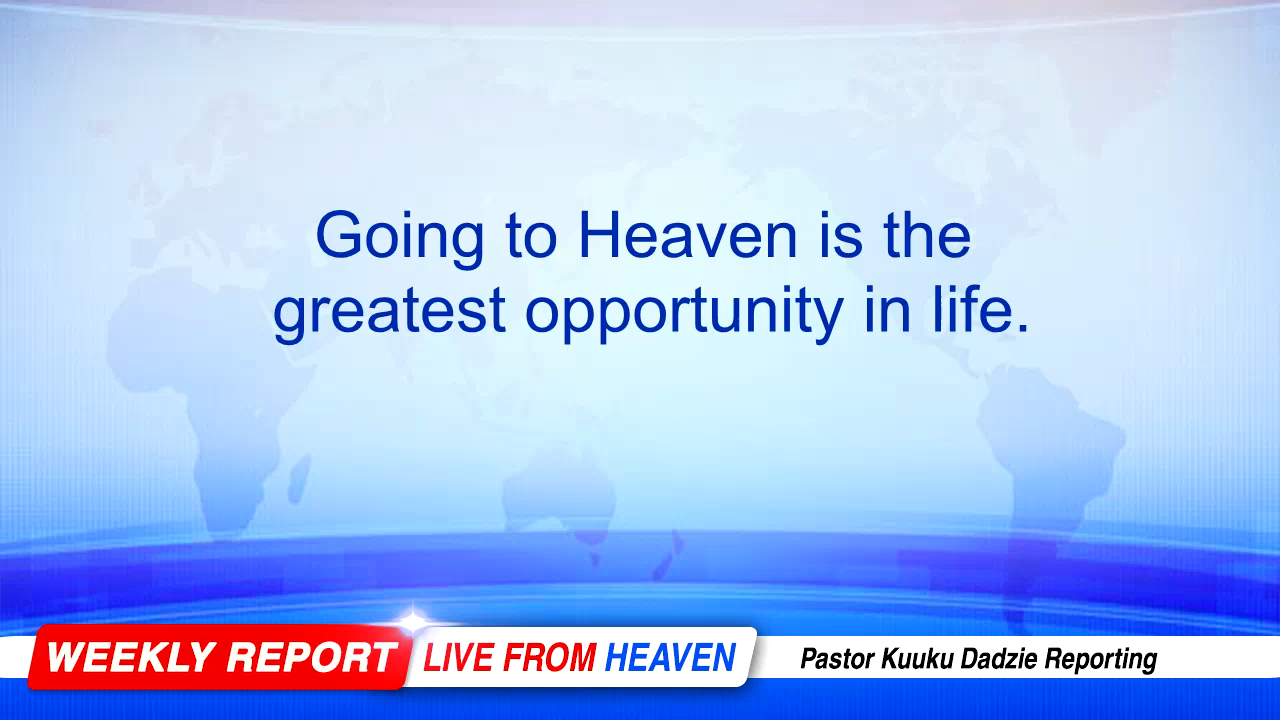 Going to Heaven is the
greatest opportunity in life.
WEEKLY REPORT LIVE FROM HEAVEN Pastor Kuuku Dadzie Reporting